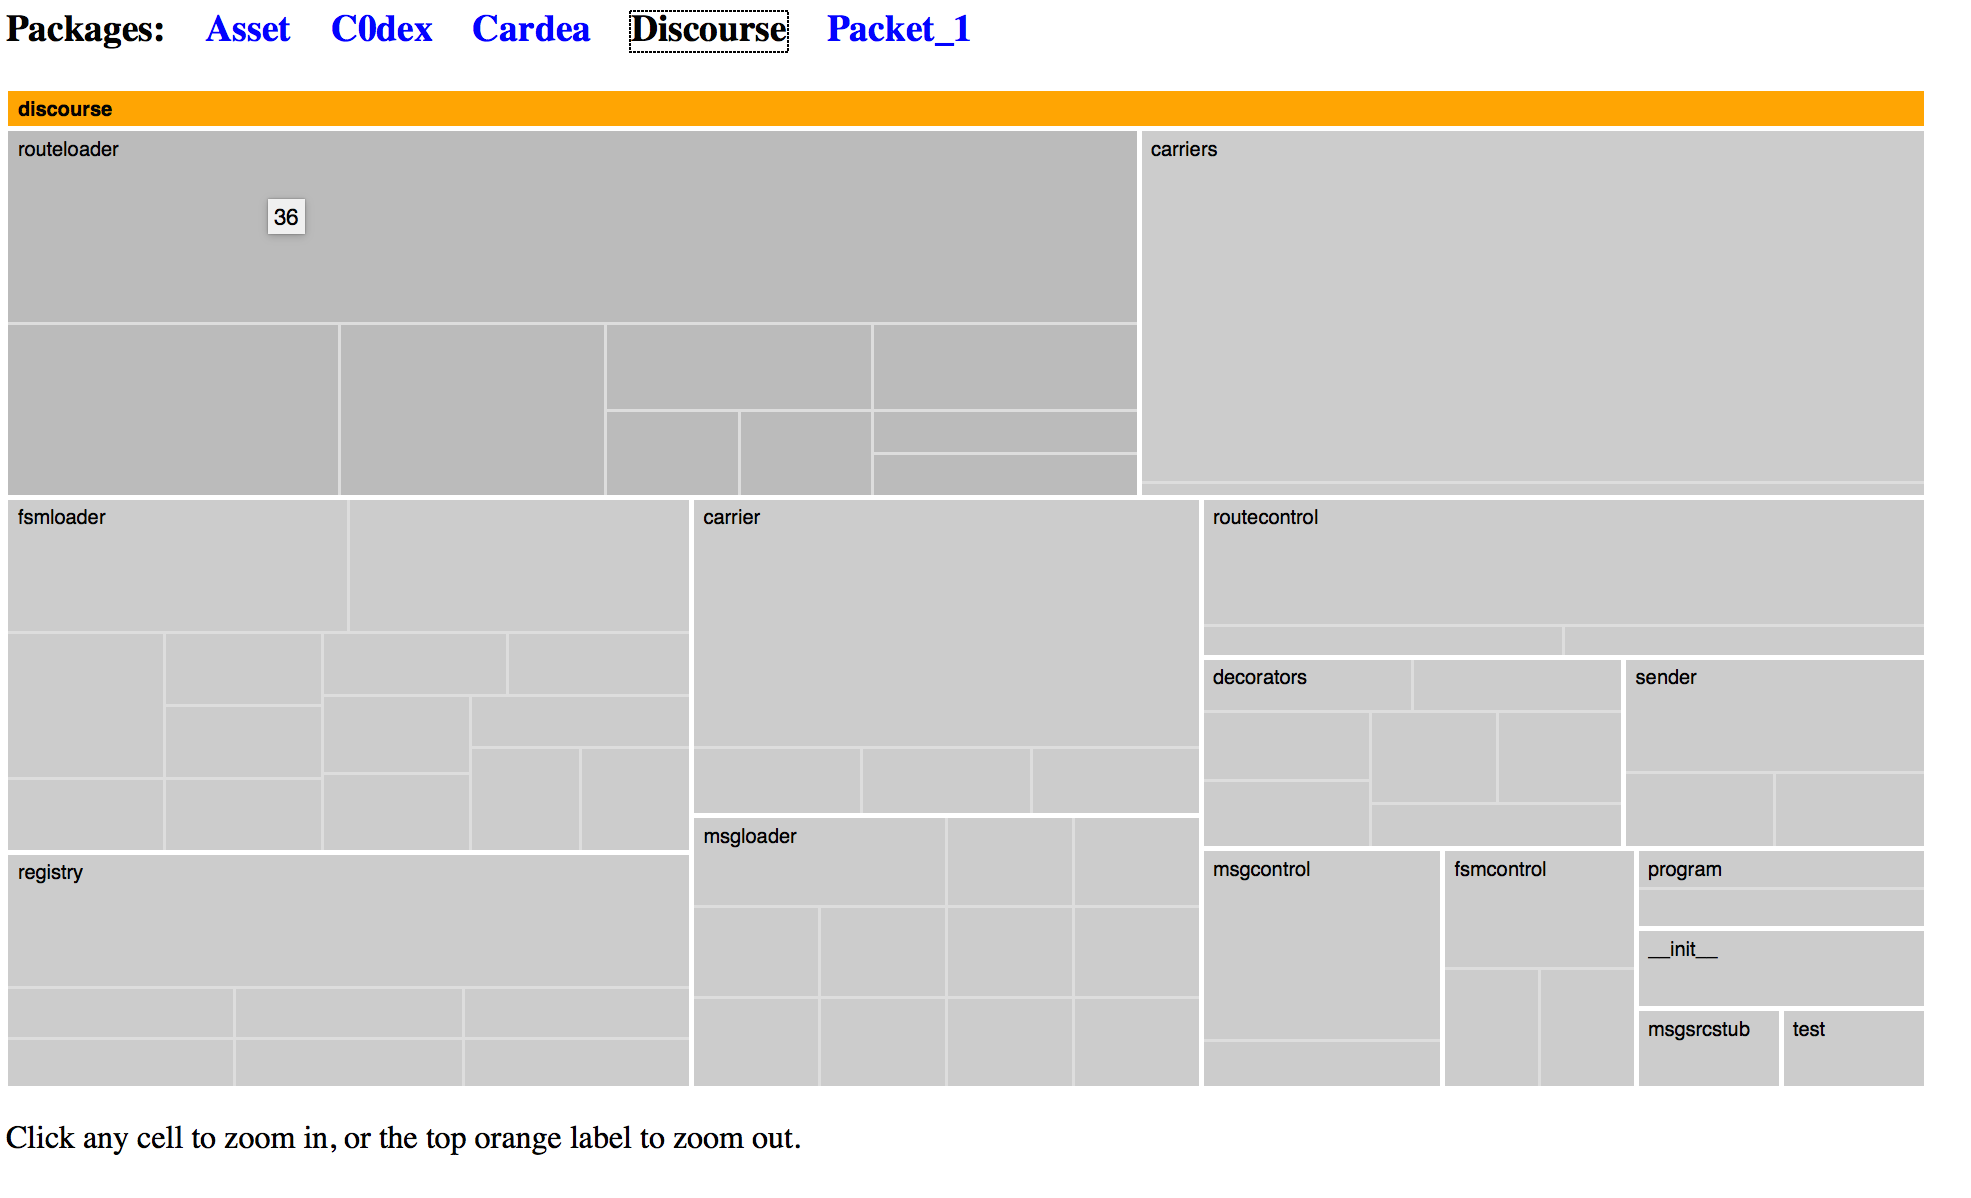 Packages: Asset C0dex Cardea Discourse Packet_1
discourse
routeloader
carriers
36
fsmloader
carrier
routecontrol
decorators
sender
msgloader
registry
msgcontrol
fsmcontrol
program
__init__
msgsrcstub
test
Click any cell to zoom in, or the top orange label to zoom out.